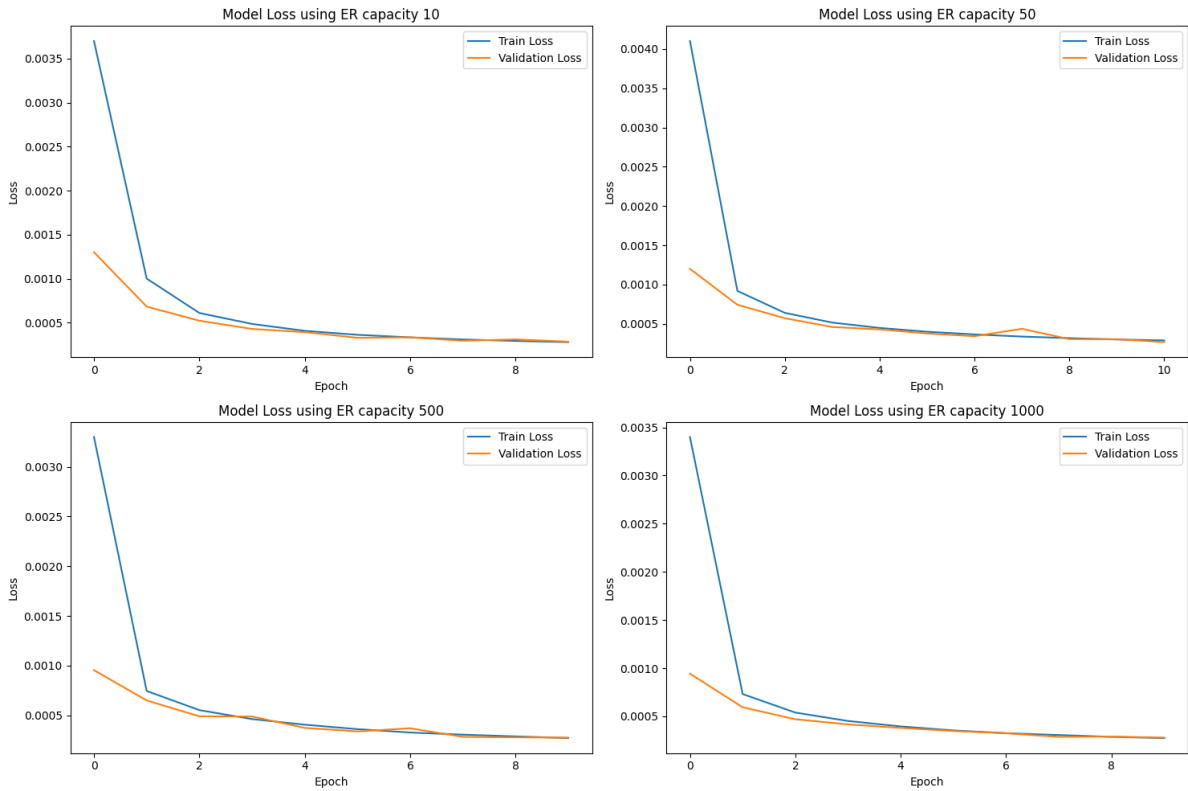 Model Loss using ER capacity 10
Train Loss
Validation Loss
0.0035
0.0030
0.0025
0.0020
0.0015
0.0010
0.0005
Loss
0 2 4 6 8
Epoch
Model Loss using ER capacity 50
Train Loss
Validation Loss
0.0040
0.0035
0.0030
0.0025
0.0020
0.0015
0.0010
0.0005
Loss
0 2 4 6 8 10
Epoch
Model Loss using ER capacity 500
Train Loss
Validation Loss
0.0030
0.0025
0.0020
0.0015
0.0010
0.0005
Loss
0 2 4 6 8
Epoch
Model Loss using ER capacity 1000
Train Loss
Validation Loss
0.0035
0.0030
0.0025
0.0020
0.0015
0.0010
0.0005
Loss
0 2 4 6 8
Epoch